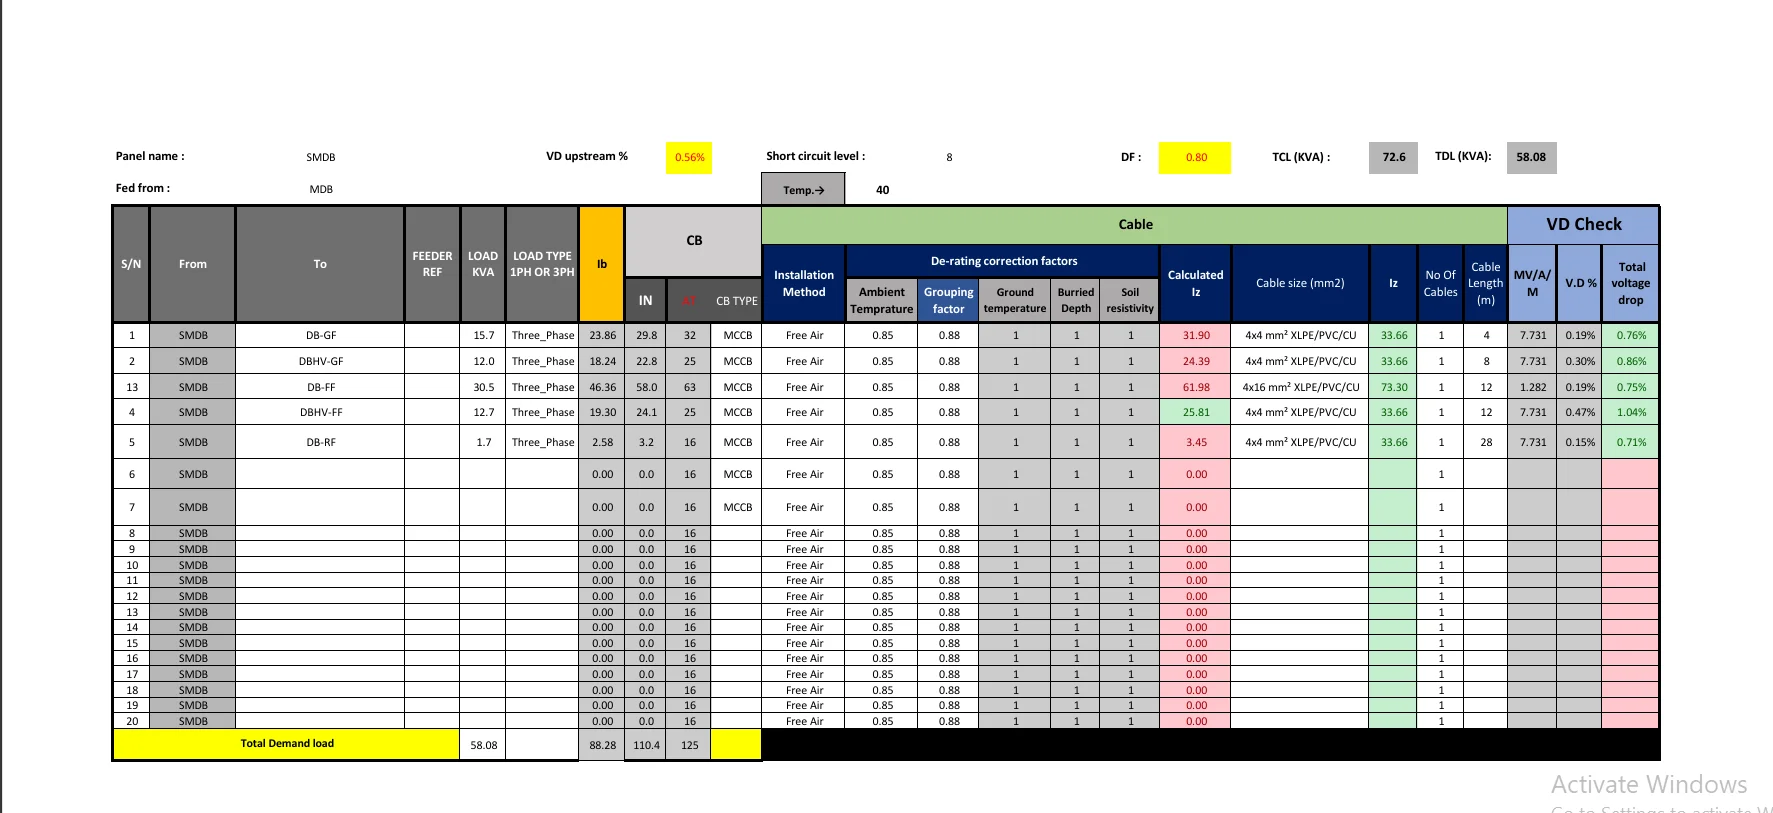 Panel name : SMDB VD upstream % 0.56% Short circuit level : 8 DF : 0.80 TCL (KVA) : 72.6 TDL (KVA): 58.08
Fed from : MDB Temp.→ 40
S/N From To FEEDER REF LOAD KVA LOAD TYPE 1PH OR 3PH Ib CB Cable VD Check
IN AT CB TYPE Installation Method De-rating correction factors Calculated Iz Cable size (mm2) Iz No Of Cables Cable Length (m) MV/A/M V.D % Total voltage drop
Ambient Temprature Grouping factor Ground temperature Burried Depth Soil resistivity
1 SMDB DB-GF 15.7 Three_Phase 23.86 29.8 32 MCCB Free Air 0.85 0.88 1 1 1 31.90 4x4 mm² XLPE/PVC/CU 33.66 1 4 7.731 0.19% 0.76%
2 SMDB DBHV-GF 12.0 Three_Phase 18.24 22.8 25 MCCB Free Air 0.85 0.88 1 1 1 24.39 4x4 mm² XLPE/PVC/CU 33.66 1 8 7.731 0.30% 0.86%
13 SMDB DB-FF 30.5 Three_Phase 46.36 58.0 63 MCCB Free Air 0.85 0.88 1 1 1 61.98 4x16 mm² XLPE/PVC/CU 73.30 1 12 1.282 0.19% 0.75%
4 SMDB DBHV-FF 12.7 Three_Phase 19.30 24.1 25 MCCB Free Air 0.85 0.88 1 1 1 25.81 4x4 mm² XLPE/PVC/CU 33.66 1 12 7.731 0.47% 1.04%
5 SMDB DB-RF 1.7 Three_Phase 2.58 3.2 16 MCCB Free Air 0.85 0.88 1 1 1 3.45 4x4 mm² XLPE/PVC/CU 33.66 1 28 7.731 0.15% 0.71%
6 SMDB 0.00 0.0 16 MCCB Free Air 0.85 0.88 1 1 1 0.00 1
7 SMDB 0.00 0.0 16 MCCB Free Air 0.85 0.88 1 1 1 0.00 1
8 SMDB 0.00 0.0 16 Free Air 0.85 0.88 1 1 1 0.00 1
9 SMDB 0.00 0.0 16 Free Air 0.85 0.88 1 1 1 0.00 1
10 SMDB 0.00 0.0 16 Free Air 0.85 0.88 1 1 1 0.00 1
11 SMDB 0.00 0.0 16 Free Air 0.85 0.88 1 1 1 0.00 1
12 SMDB 0.00 0.0 16 Free Air 0.85 0.88 1 1 1 0.00 1
13 SMDB 0.00 0.0 16 Free Air 0.85 0.88 1 1 1 0.00 1
14 SMDB 0.00 0.0 16 Free Air 0.85 0.88 1 1 1 0.00 1
15 SMDB 0.00 0.0 16 Free Air 0.85 0.88 1 1 1 0.00 1
16 SMDB 0.00 0.0 16 Free Air 0.85 0.88 1 1 1 0.00 1
17 SMDB 0.00 0.0 16 Free Air 0.85 0.88 1 1 1 0.00 1
18 SMDB 0.00 0.0 16 Free Air 0.85 0.88 1 1 1 0.00 1
19 SMDB 0.00 0.0 16 Free Air 0.85 0.88 1 1 1 0.00 1
20 SMDB 0.00 0.0 16 Free Air 0.85 0.88 1 1 1 0.00 1
Total Demand load 58.08 88.28 110.4 125
Activate Windows
Go to Settings to activate W